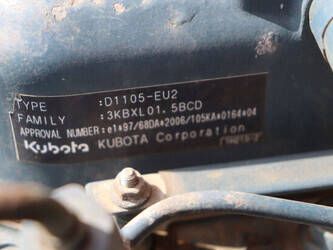 TYPE :D1105-EU2
FAMILY :3KBXL01.5BCD
APPROVAL NUMBER:e1*97/68DA*2006/105KA*0164*04
Kubota KUBOTA Corporation